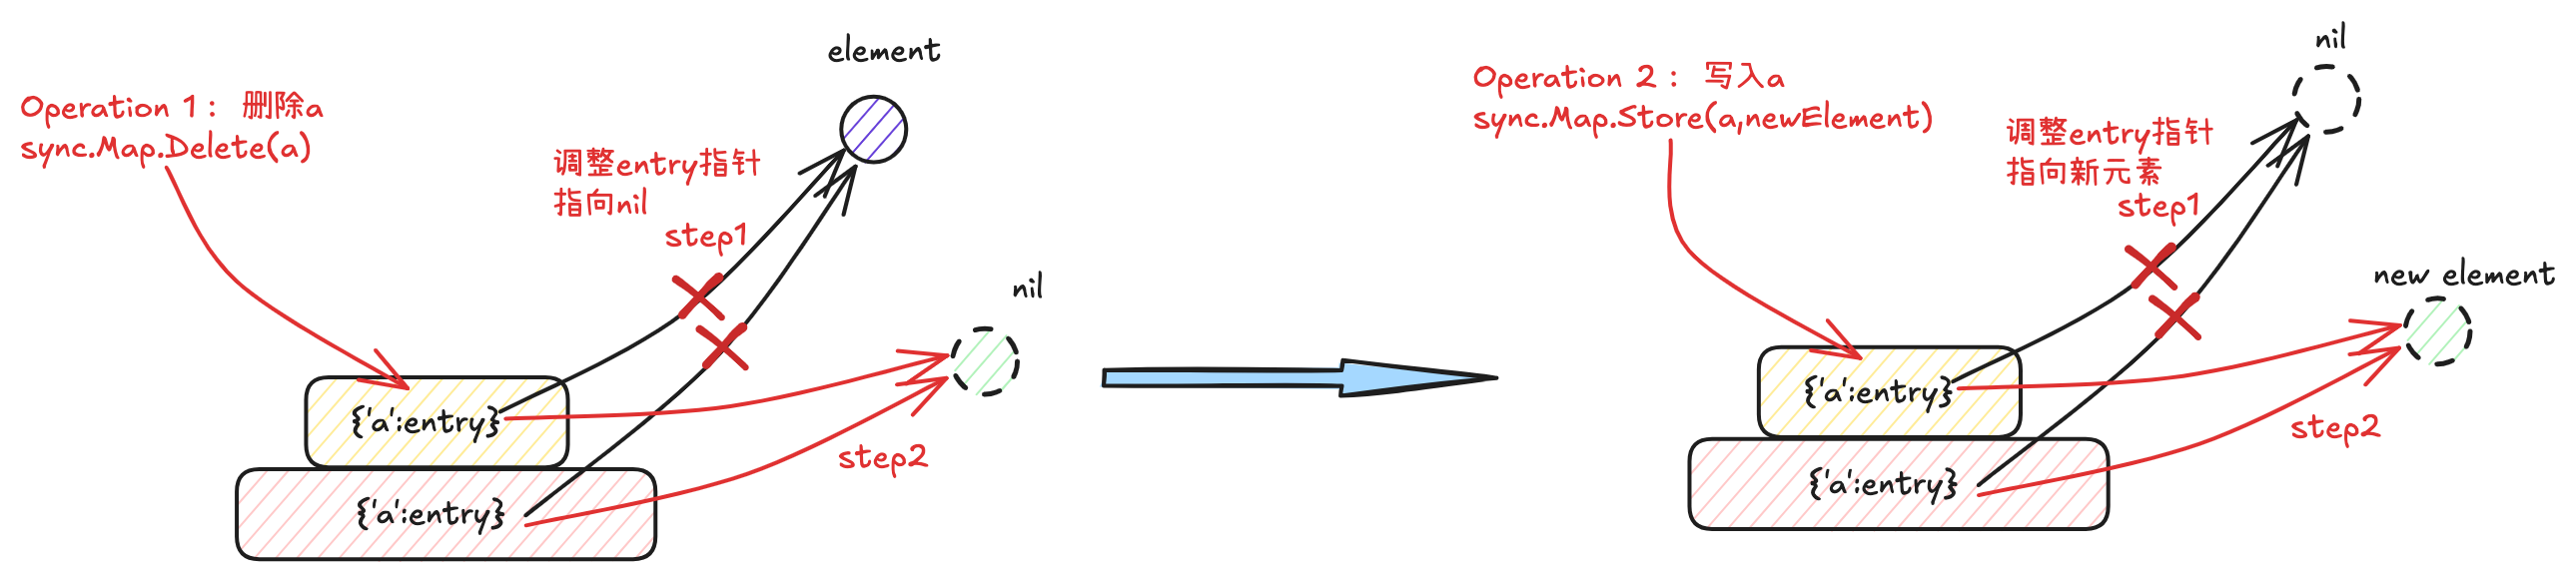 element
Operation 1： 删除a
sync.Map.Delete(a)
调整entry指针
指向nil
step1
nil
{'a':entry}
step2
{'a':entry}
nil
Operation 2： 写入a
sync.Map.Store(a,newElement)
调整entry指针
指向新元素
step1
new element
{'a':entry}
step2
{'a':entry}